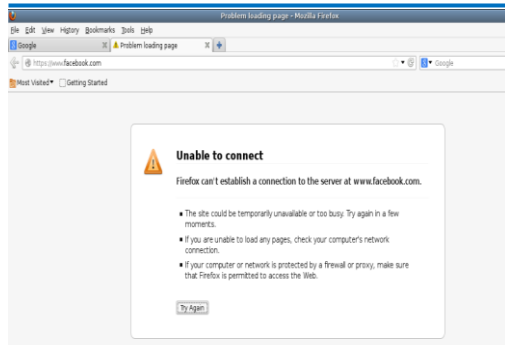 Problem loading page - Mozilla Firefox
File Edit View History Bookmarks Tools Help
Google Problem loading page
https://www.facebook.com Google
Most Visited Getting Started
Unable to connect
Firefox can't establish a connection to the server at www.facebook.com.
The site could be temporarily unavailable or too busy. Try again in a few
moments.
If you are unable to load any pages, check your computer's network
connection.
If your computer or network is protected by a firewall or proxy, make sure
that Firefox is permitted to access the Web.
Try Again